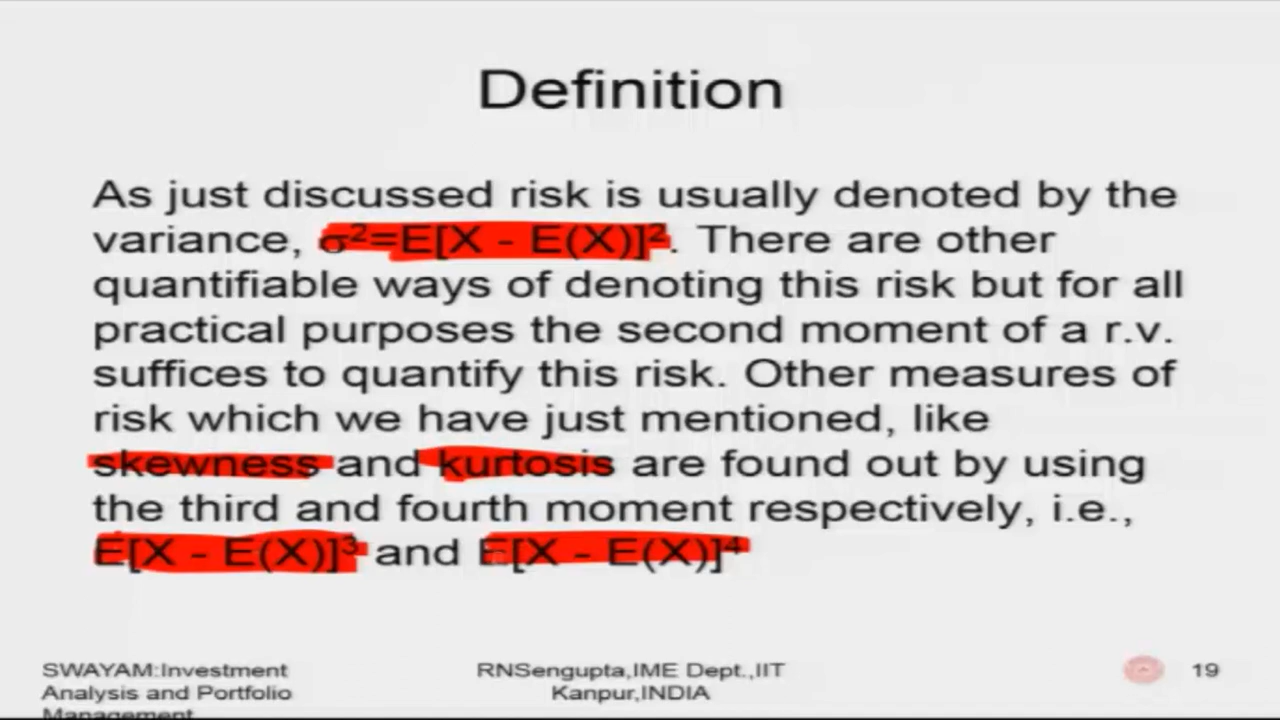 Definition
As just discussed risk is usually denoted by the
variance, σ²=E[X - E(X)]². There are other
quantifiable ways of denoting this risk but for all
practical purposes the second moment of a r.v.
suffices to quantify this risk. Other measures of
risk which we have just mentioned, like
skewness and kurtosis are found out by using
the third and fourth moment respectively, i.e.,
E[X - E(X)]³ and E[X - E(X)]⁴
SWAYAM:Investment
Analysis and Portfolio
Management
RNSengupta,IME Dept.,IIT
Kanpur,INDIA
19